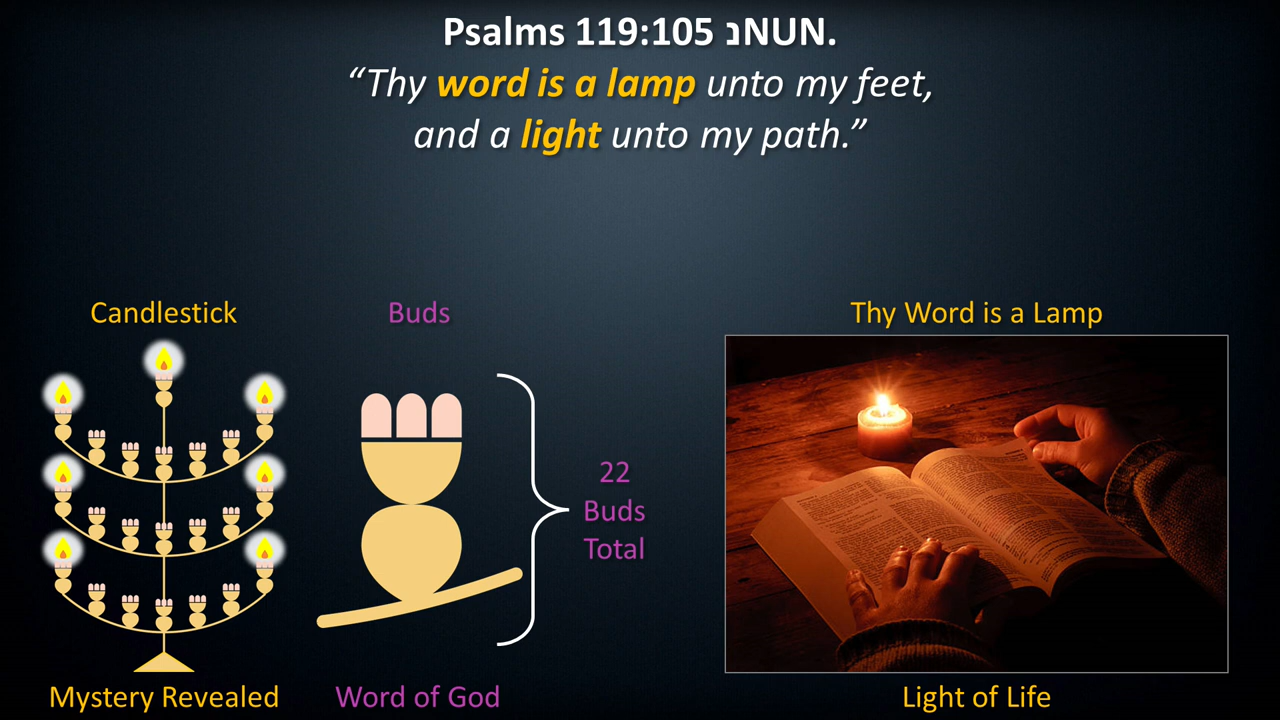 Psalms 119:105 נNUN.
“Thy word is a lamp unto my feet,
and a light unto my path.”
Candlestick
Buds
Thy Word is a Lamp
22
Buds
Total
Mystery Revealed
Word of God
Light of Life